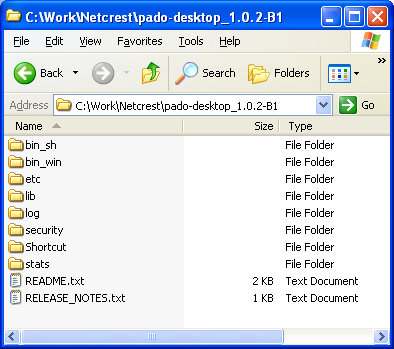 C:\Work\Netcrest\pado-desktop_1.0.2-B1
File Edit View Favorites Tools Help
Back Search Folders
Address C:\Work\Netcrest\pado-desktop_1.0.2-B1 Go
Name Size Type
bin_sh File Folder
bin_win File Folder
etc File Folder
lib File Folder
log File Folder
security File Folder
Shortcut File Folder
stats File Folder
README.txt 2 KB Text Document
RELEASE_NOTES.txt 1 KB Text Document